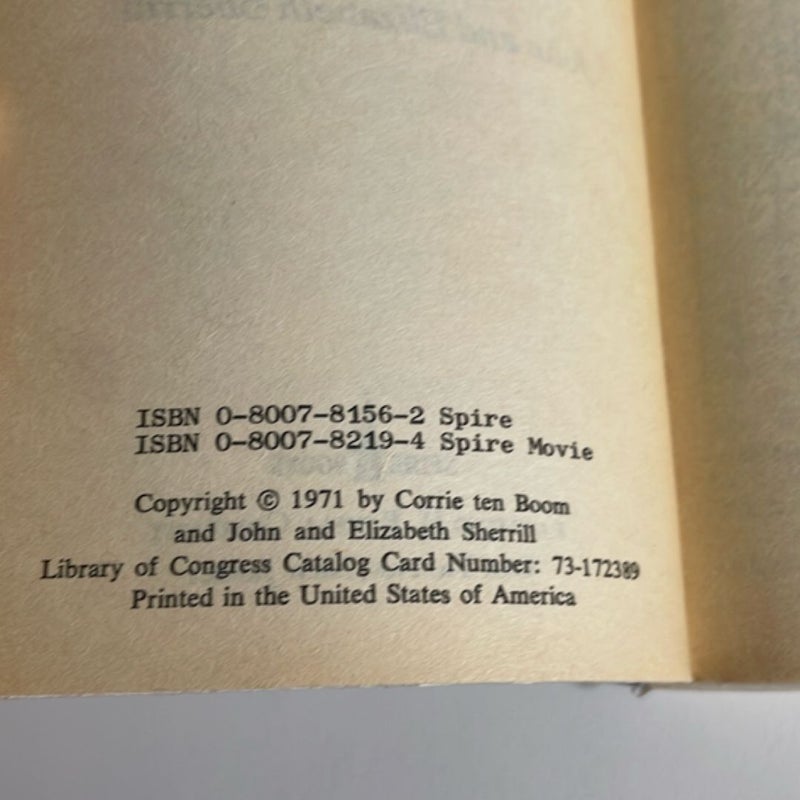 ISBN 0-8007-8156-2 Spire
ISBN 0-8007-8219-4 Spire Movie
Copyright © 1971 by Corrie ten Boom
and John and Elizabeth Sherrill
Library of Congress Catalog Card Number: 73-172389
Printed in the United States of America